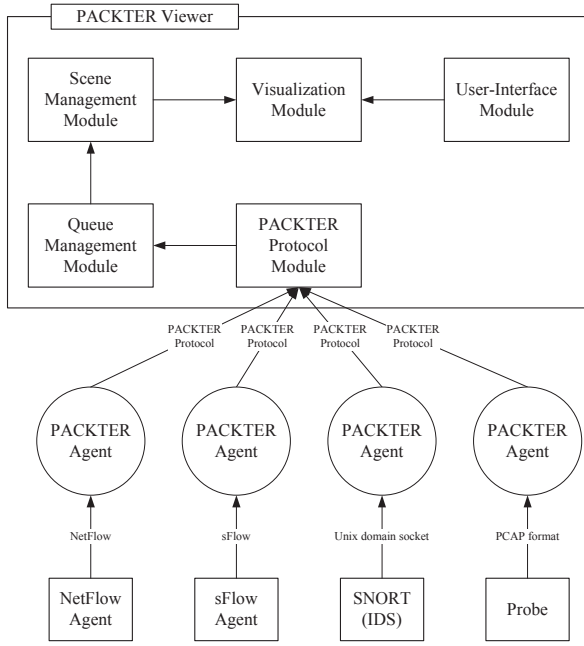 PACKTER Viewer
Scene
Management
Module
Visualization
Module
User-Interface
Module
Queue
Management
Module
PACKTER
Protocol
Module
PACKTER
Protocol
PACKTER
Protocol
PACKTER
Protocol
PACKTER
Protocol
PACKTER
Agent
PACKTER
Agent
PACKTER
Agent
PACKTER
Agent
NetFlow
sFlow
Unix domain socket
PCAP format
NetFlow
Agent
sFlow
Agent
SNORT
(IDS)
Probe